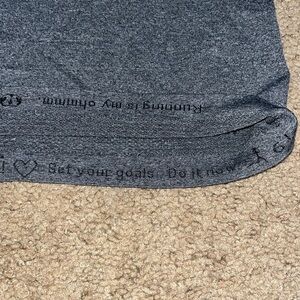 Running is my ohmmm.
Set your goals. Do it now